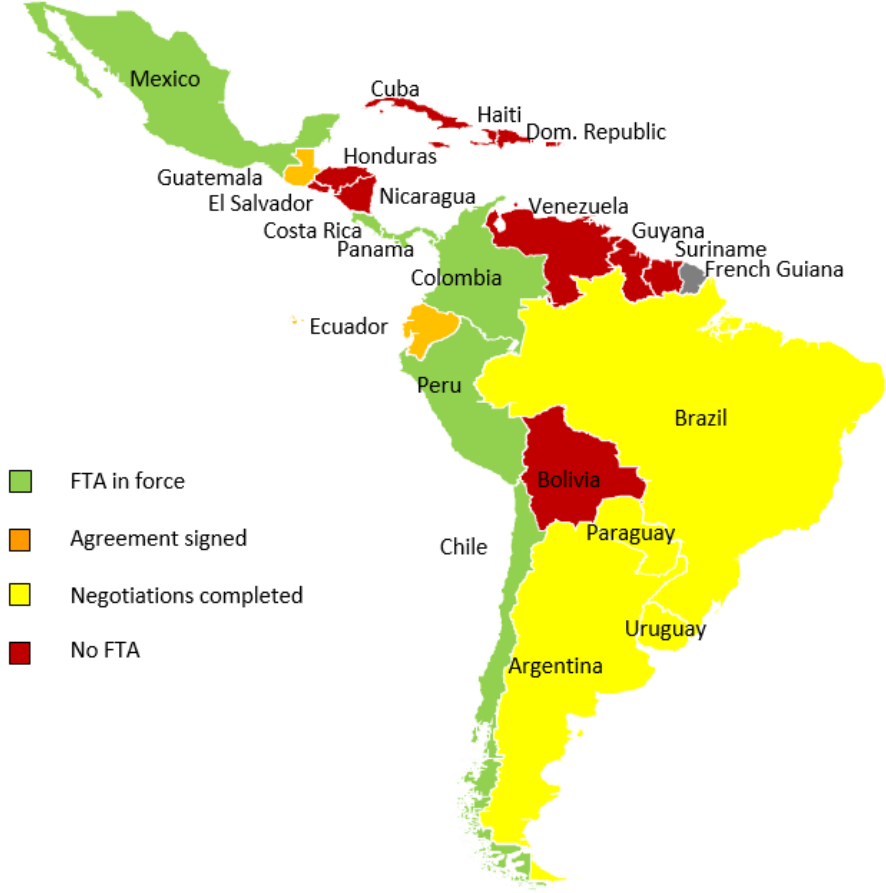 Mexico
Cuba
Haiti
Dom. Republic
Honduras
Guatemala
El Salvador
Nicaragua
Costa Rica
Panama
Venezuela
Guyana
Suriname
French Guiana
Colombia
Ecuador
Peru
Brazil
Bolivia
Paraguay
Chile
Uruguay
Argentina
FTA in force
Agreement signed
Negotiations completed
No FTA